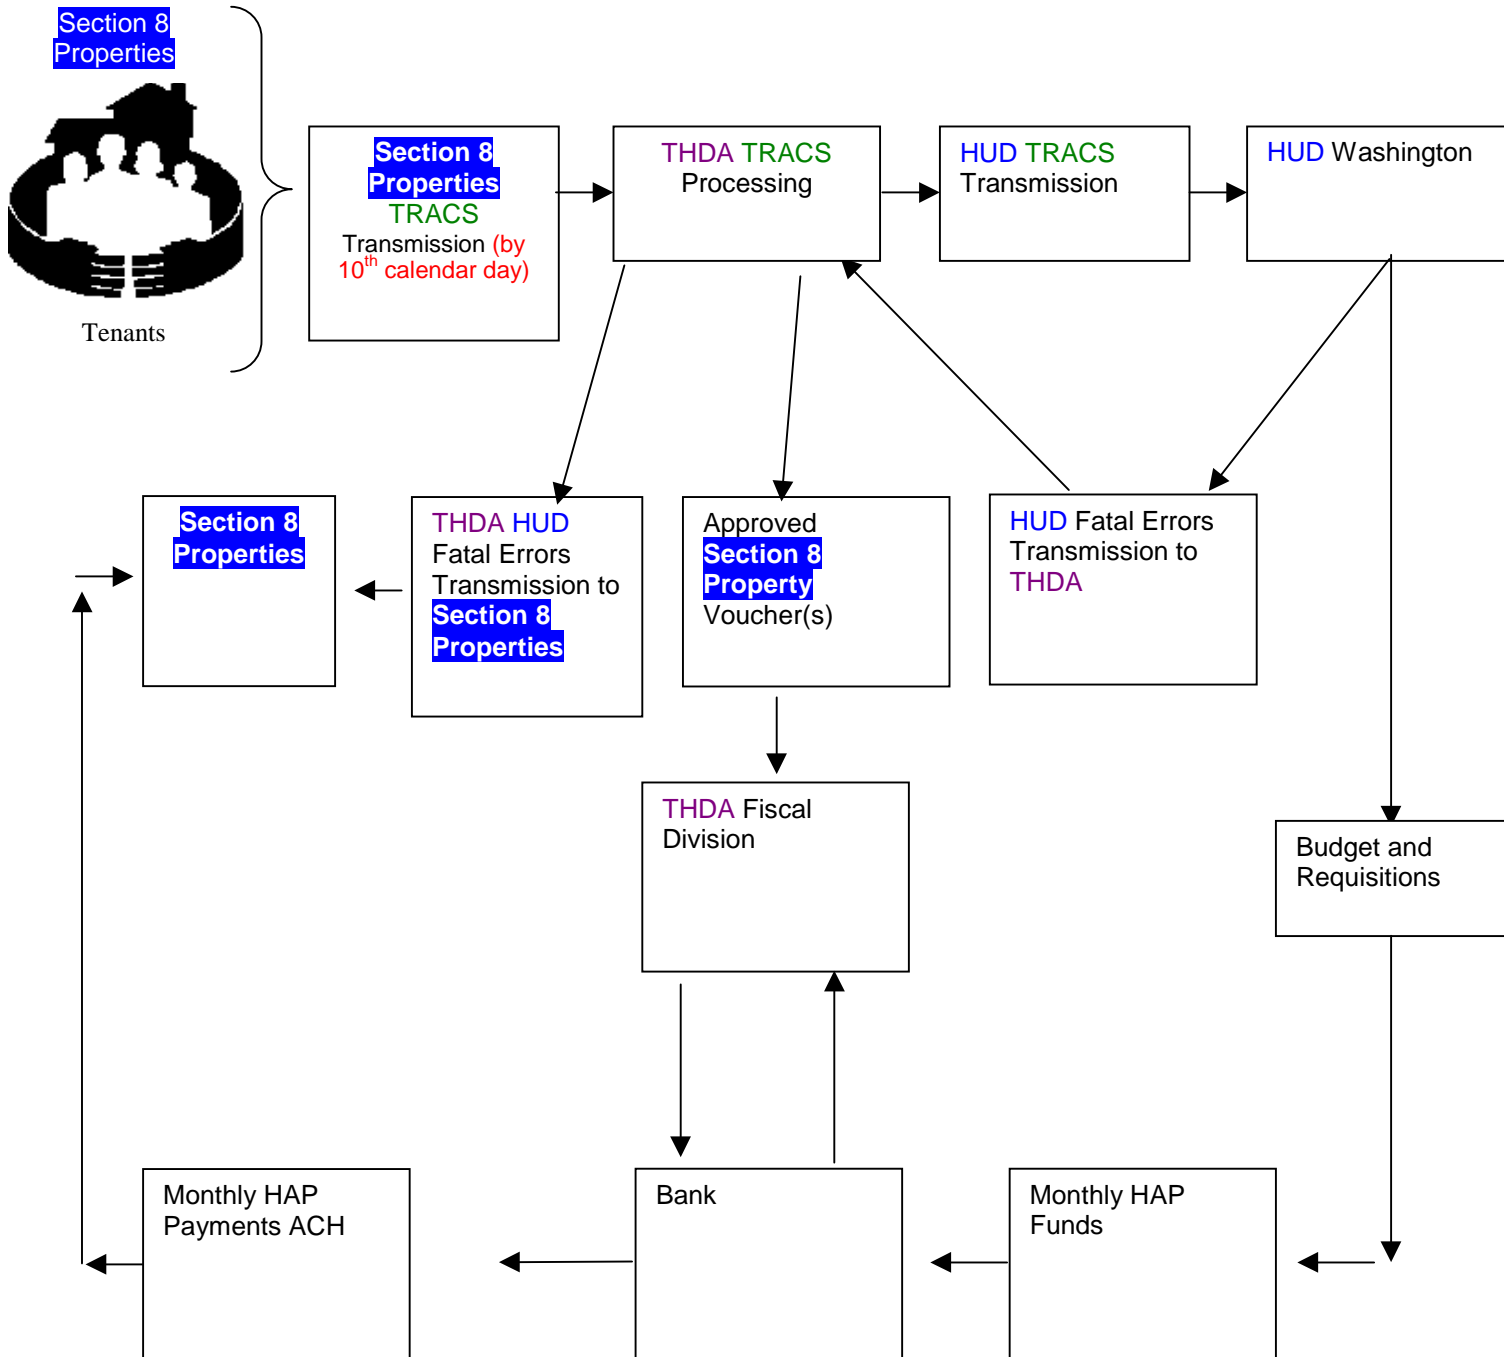 Section 8
Properties
Tenants
Section 8
Properties
TRACS
Transmission (by
10th calendar day)
THDA TRACS
Processing
HUD TRACS
Transmission
HUD Washington
Section 8
Properties
THDA HUD
Fatal Errors
Transmission to
Section 8
Properties
Approved
Section 8
Property
Voucher(s)
HUD Fatal Errors
Transmission to
THDA
THDA Fiscal
Division
Budget and
Requisitions
Monthly HAP
Payments ACH
Bank
Monthly HAP
Funds